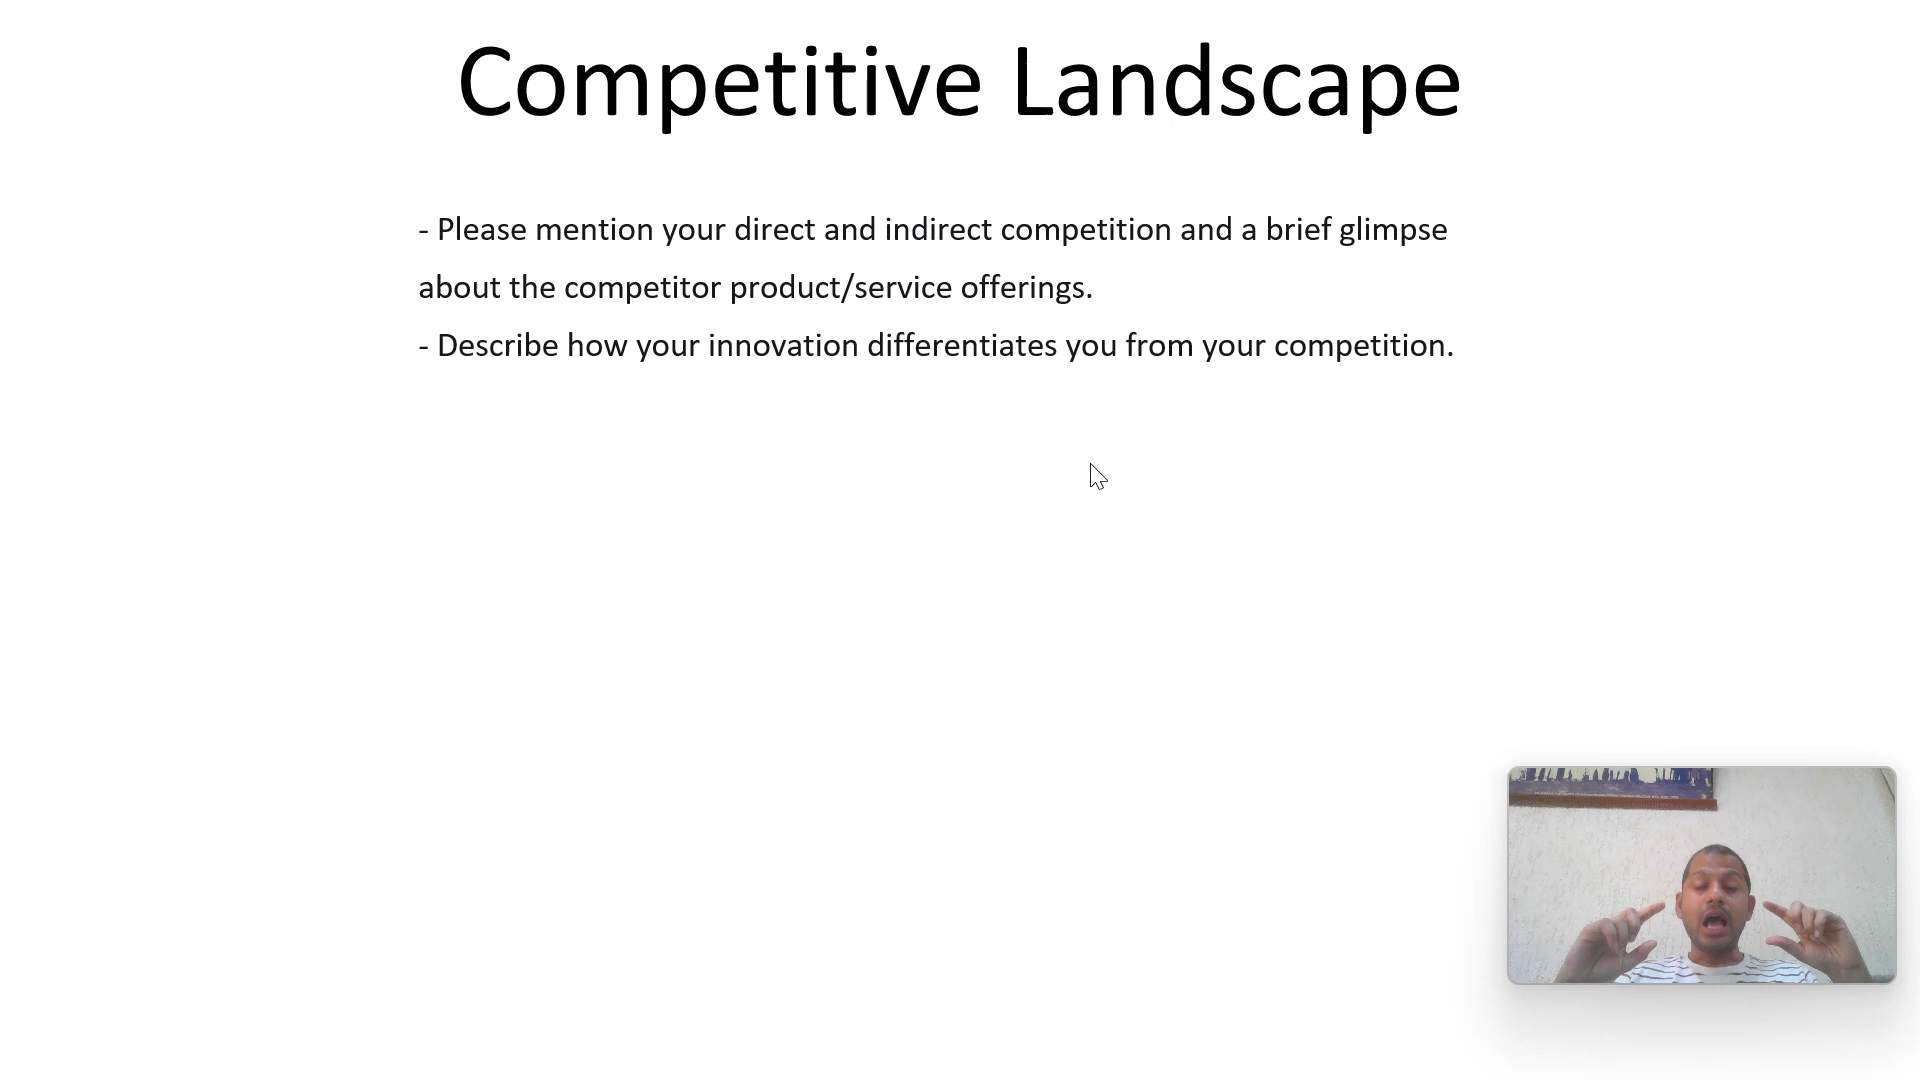 Competitive Landscape
- Please mention your direct and indirect competition and a brief glimpse
about the competitor product/service offerings.
- Describe how your innovation differentiates you from your competition.